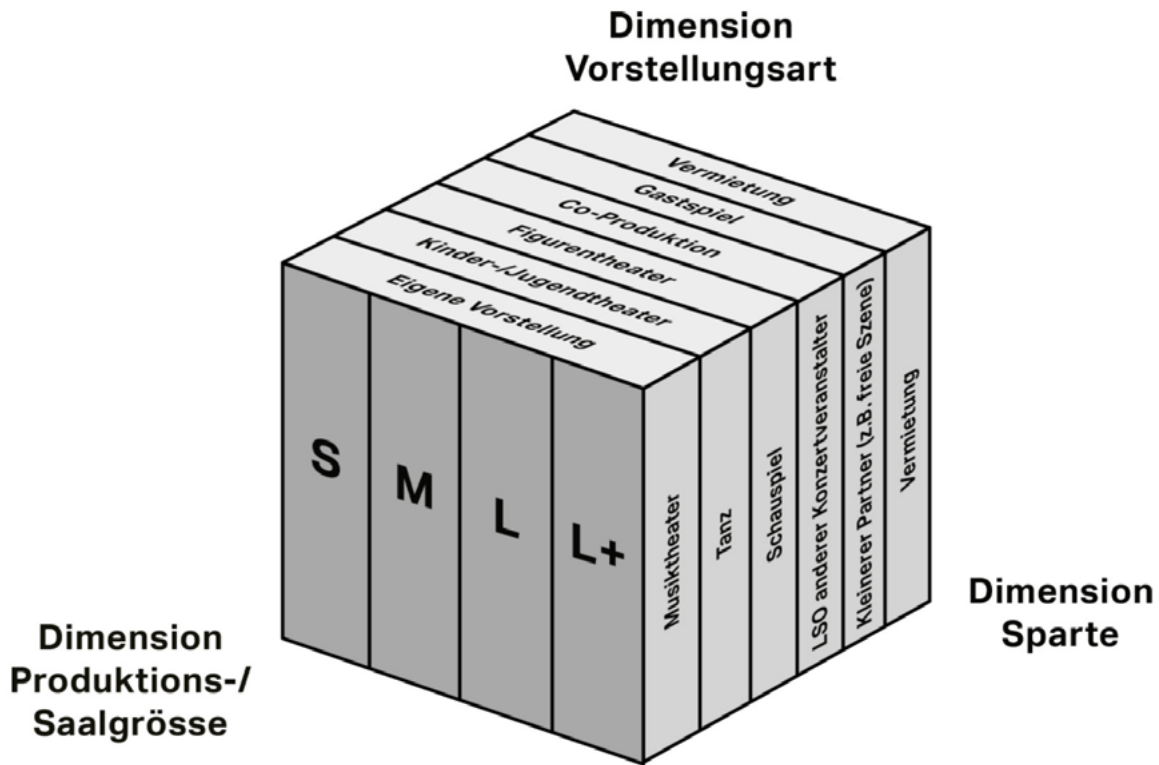 Dimension
Vorstellungsart
Vermietung
Gastspiel
Co-Produktion
Figurentheater
Kinder-/Jugendtheater
Eigene Vorstellung
S
M
L
L+
Musiktheater
Tanz
Schauspiel
LSO anderer Konzertveranstalter
Kleinerer Partner (z.B. freie Szene)
Vermietung
Dimension
Sparte
Dimension
Produktions-/
Saalgrösse